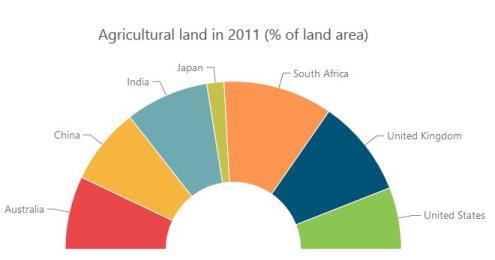 Agricultural land in 2011 (% of land area)
Japan
South Africa
India
China
United Kingdom
Australia
United States